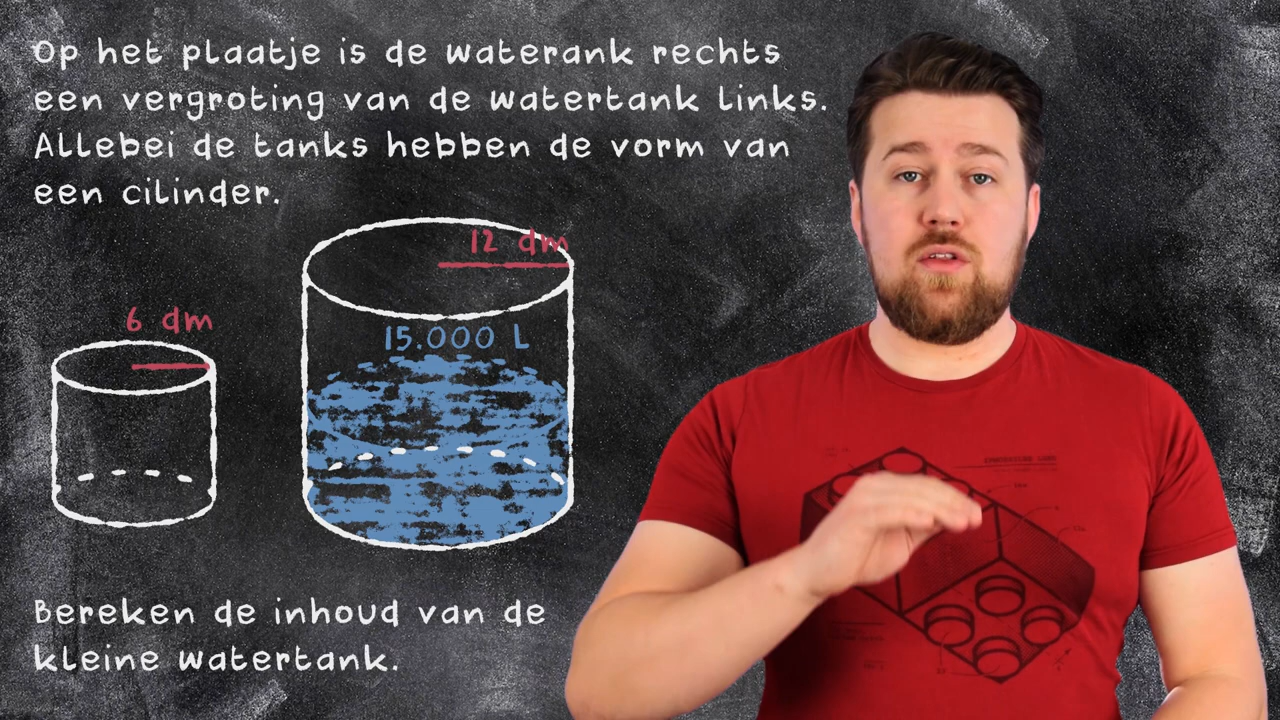 Op het plaatje is de waterank rechts
een vergroting van de watertank links.
Allebei de tanks hebben de vorm van
een cilinder.
12 dm
6 dm
15.000 L
Bereken de inhoud van de
kleine watertank.